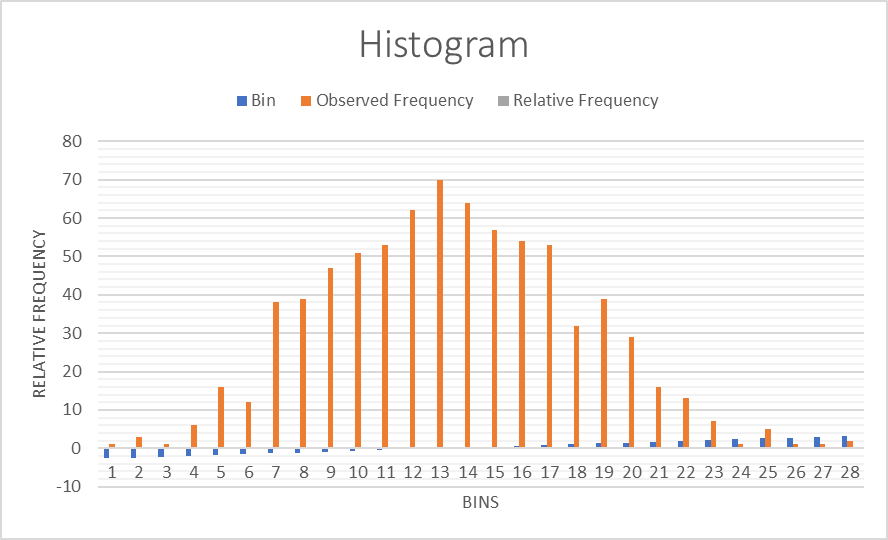 Histogram
Bin Observed Frequency Relative Frequency
80
70
60
50
40
30
20
10
0
-10
RELATIVE FREQUENCY
1 2 3 4 5 6 7 8 9 10 11 12 13 14 15 16 17 18 19 20 21 22 23 24 25 26 27 28
BINS